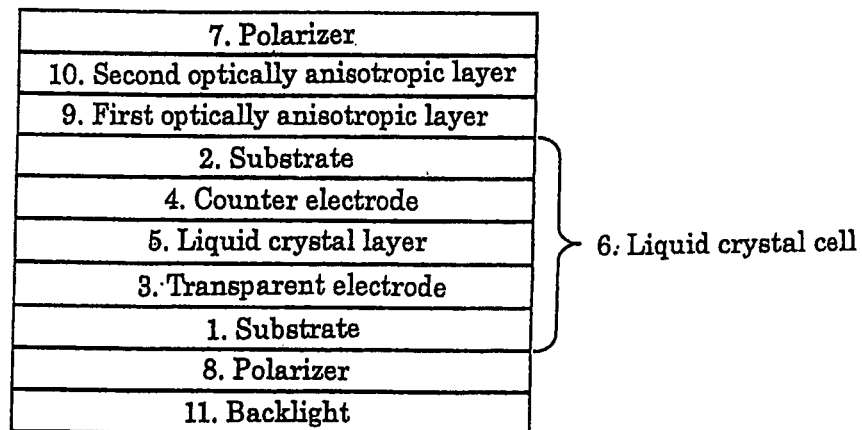 7. Polarizer
10. Second optically anisotropic layer
9. First optically anisotropic layer
2. Substrate
4. Counter electrode
5. Liquid crystal layer
6. Liquid crystal cell
3. Transparent electrode
1. Substrate
8. Polarizer
11. Backlight